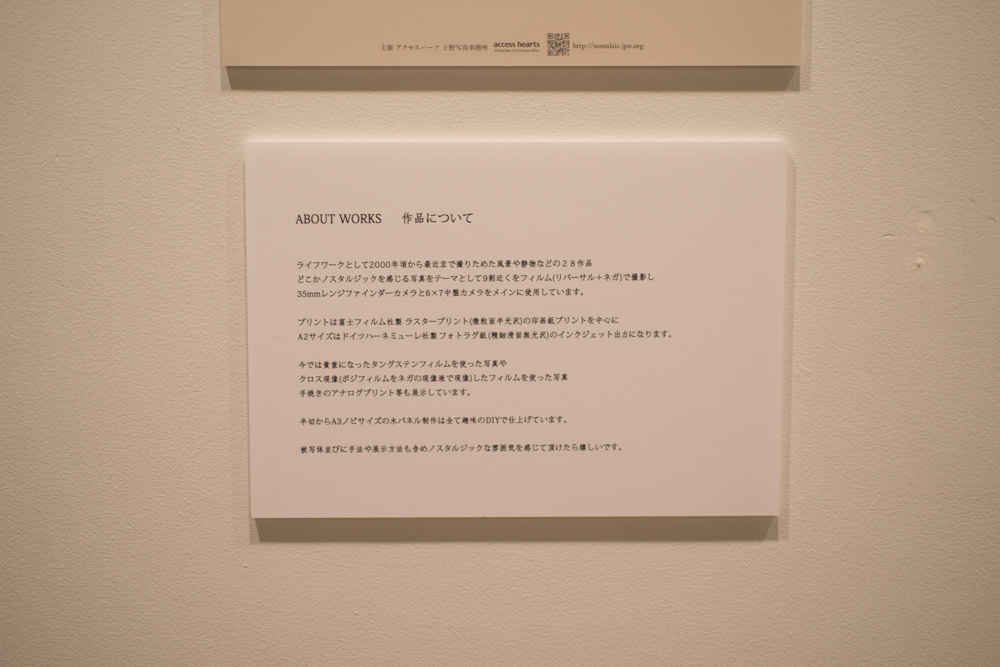 主催 アクセスハーツ 上野写真事務所 access hearts http://nostalsic.jpn.org
ABOUT WORKS 作品について
ライフワークとして2000年頃から最近まで撮りためた風景や静物などの28作品
どこかノスタルジックを感じる写真をテーマとして9割近くをフィルム(リバーサル+ネガ)で撮影し
35mmレンジファインダーカメラと6×7中盤カメラをメインに使用しています。
プリントは富士フィルム社製 ラスタープリント(微粒面半光沢)の印画紙プリントを中心に
A2サイズはドイツハーネミューレ社製 フォトラグ紙(精細滑面無光沢)のインクジェット出力になります。
今では貴重になったタングステンフィルムを使った写真や
クロス現像(ポジフィルムをネガの現像液で現像)したフィルムを使った写真
手焼きのアナログプリント等も展示しています。
半切からA3ノビサイズの木パネル制作は全て趣味のDIYで仕上げています。
被写体並びに手法や展示方法も含めノスタルジックな雰囲気を感じて頂けたら嬉しいです。